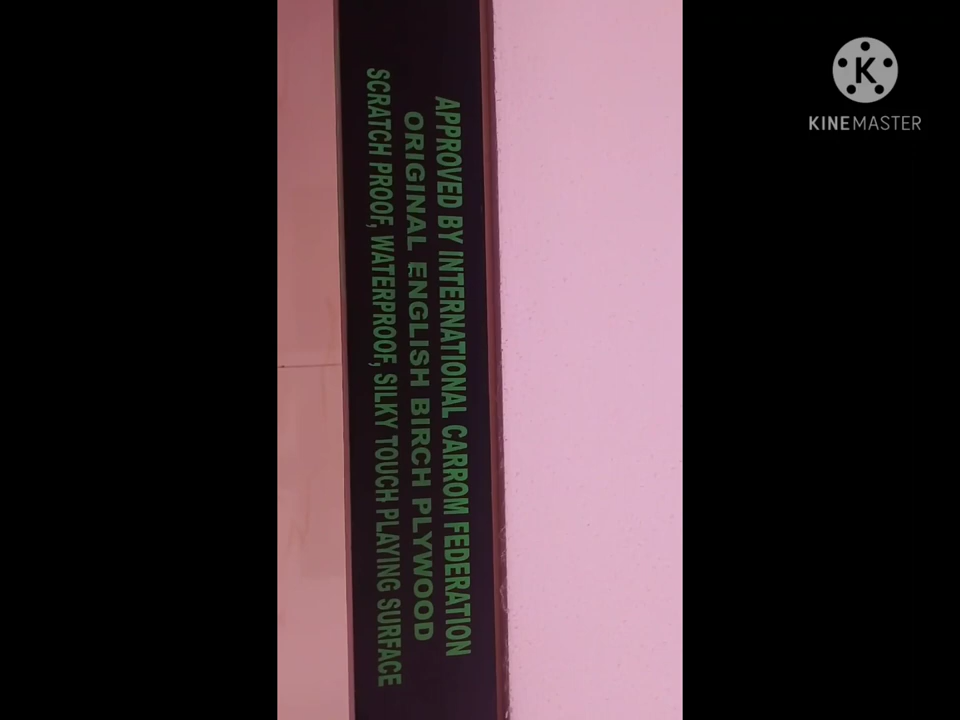 APPROVED BY INTERNATIONAL CARROM FEDERATION
ORIGINAL ENGLISH BIRCH PLYWOOD
SCRATCH PROOF, WATERPROOF, SILKY TOUCH PLAYING SURFACE
K
KINEMASTER